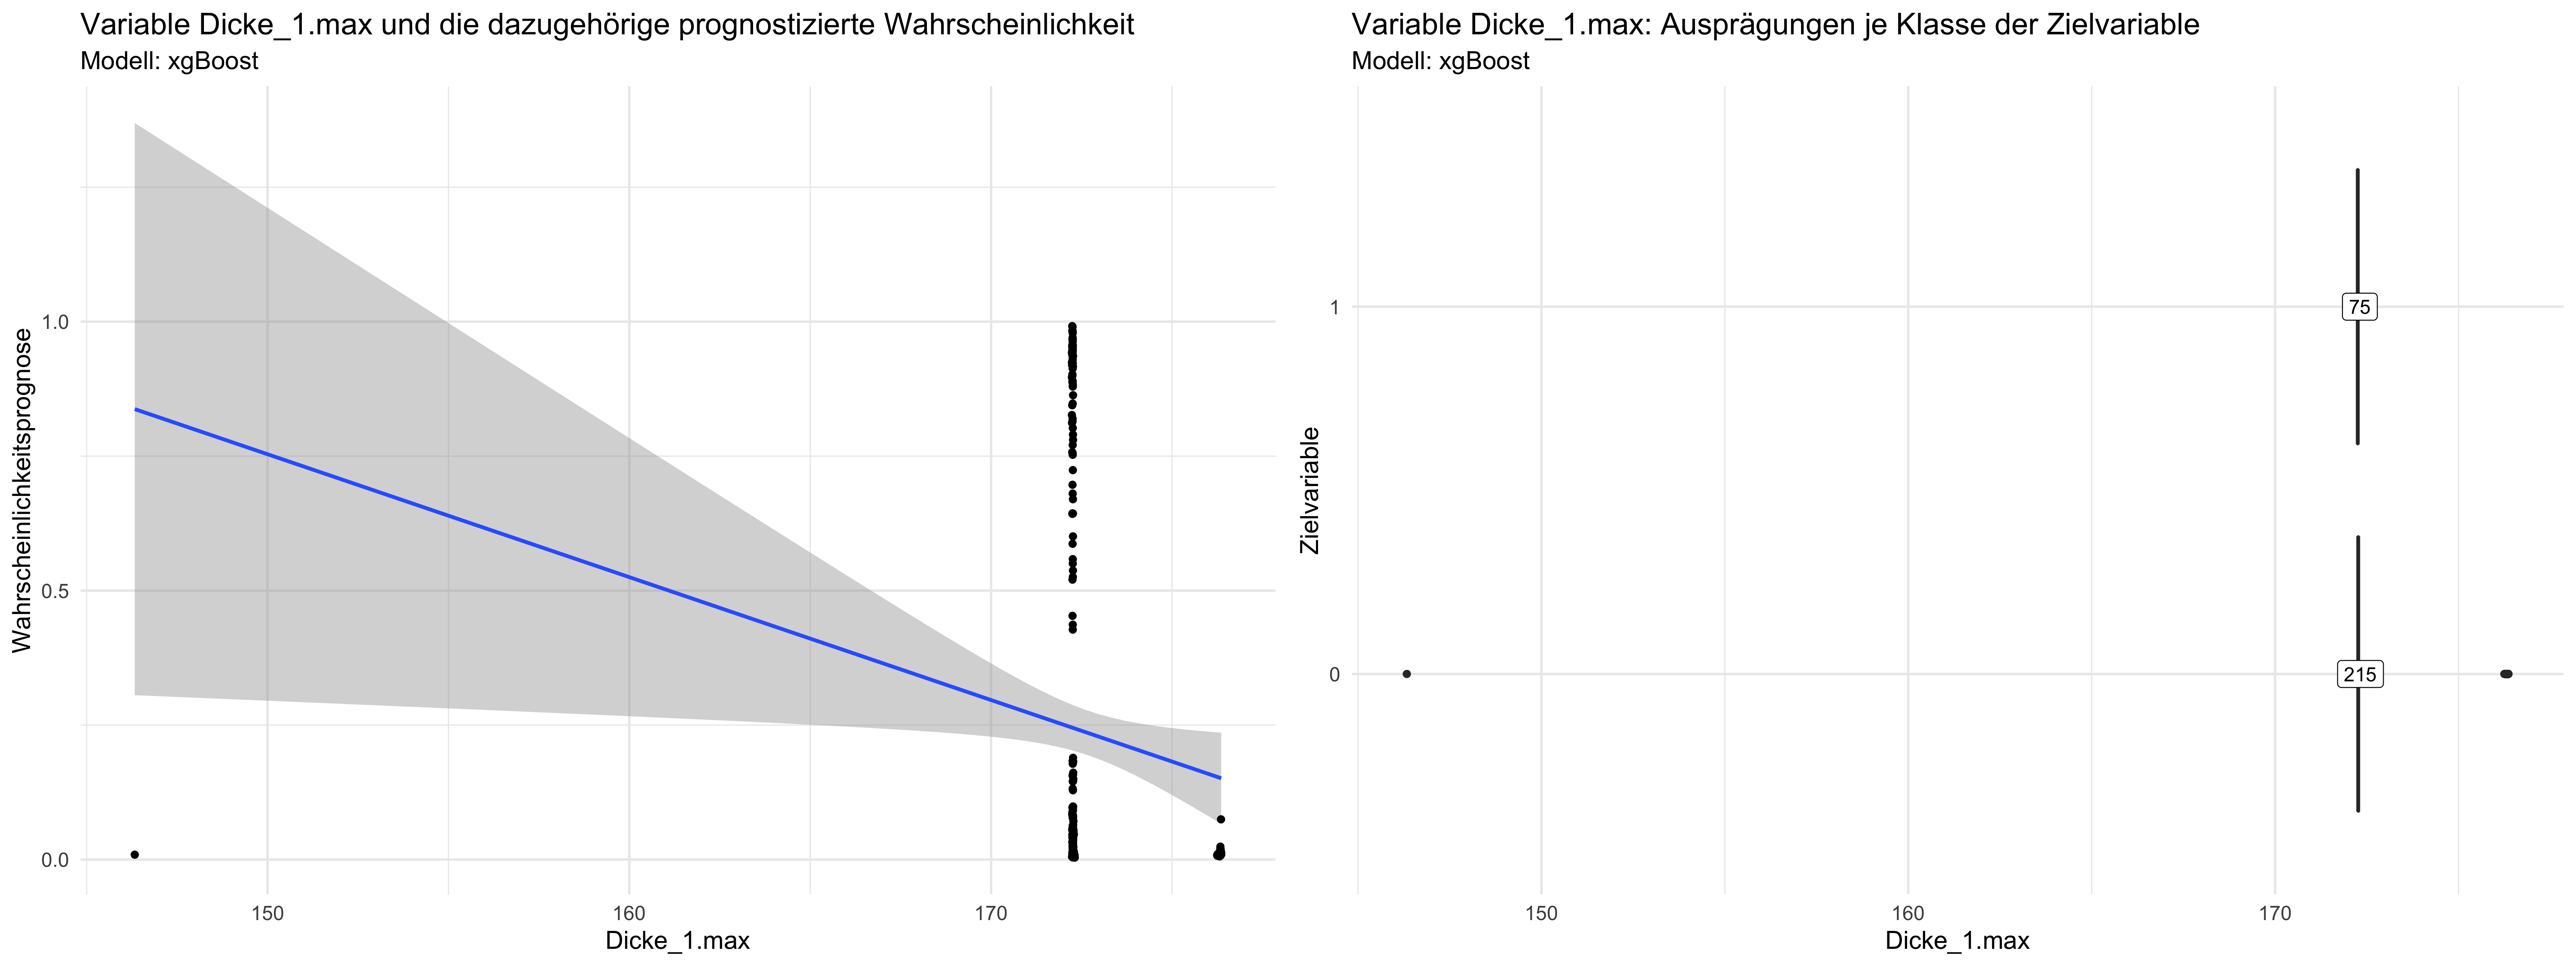 Variable Dicke_1.max und die dazugehörige prognostizierte Wahrscheinlichkeit
Modell: xgBoost
Wahrscheinlichkeitsprognose
1.0
0.5
0.0
150
160
170
Dicke_1.max
Variable Dicke_1.max: Ausprägungen je Klasse der Zielvariable
Modell: xgBoost
Zielvariable
1
0
75
215
150
160
170
Dicke_1.max